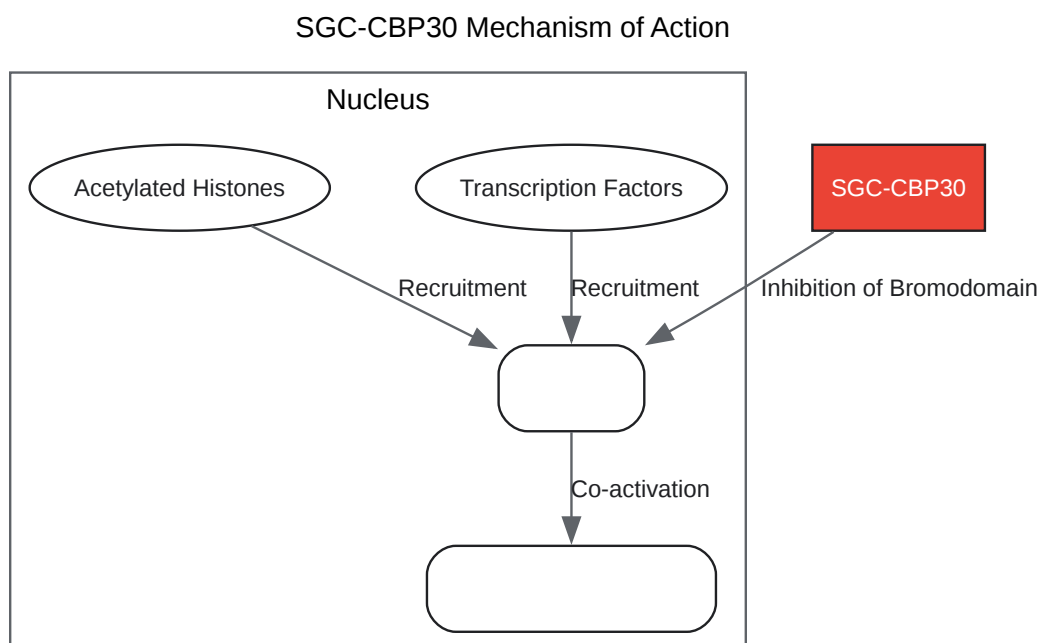 SGC-CBP30 Mechanism of Action
Nucleus
Acetylated Histones
Transcription Factors
SGC-CBP30
Recruitment
Recruitment
Inhibition of Bromodomain
Co-activation